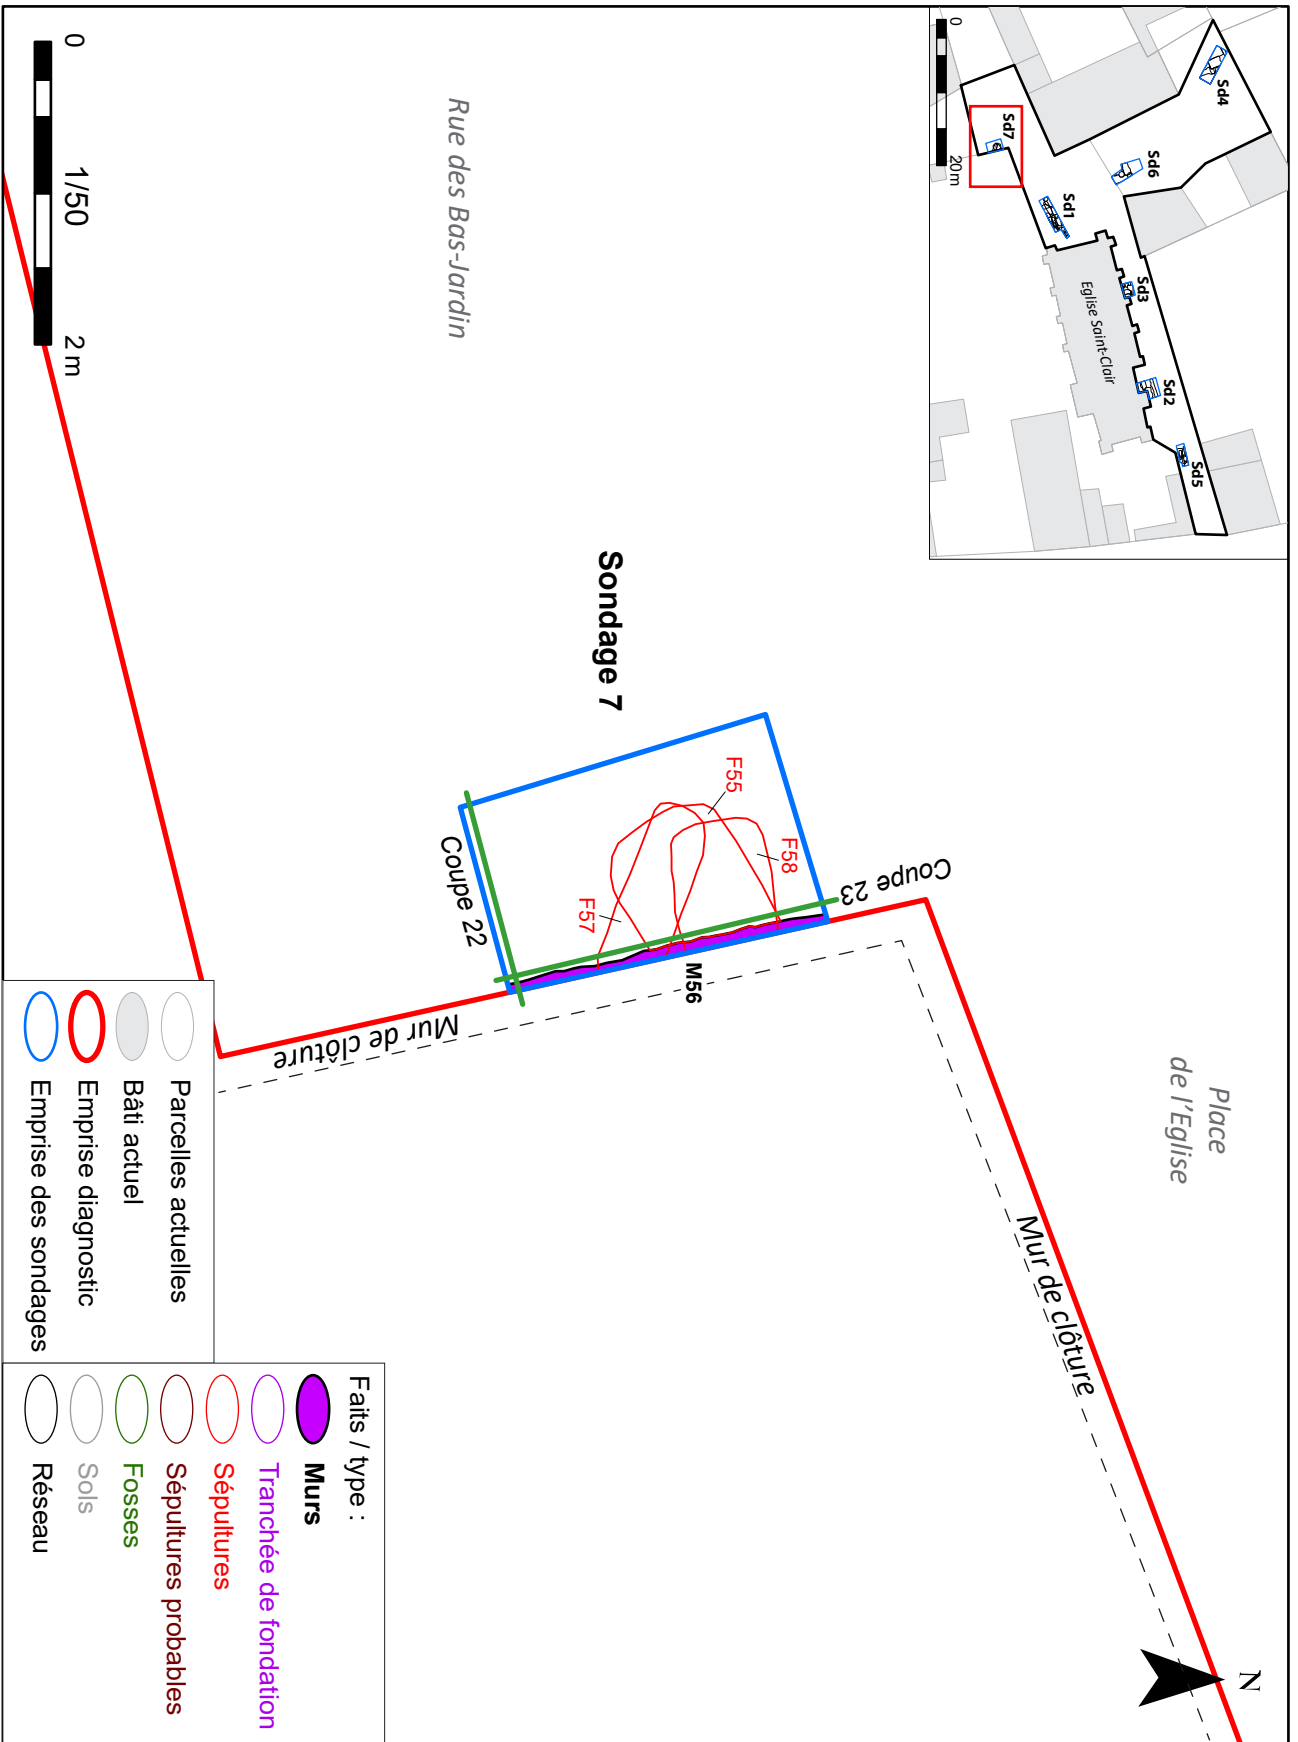 0
20m
Sd4
Sd6
Sd7
Sd1
Sd3
Sd2
Sd5
Eglise Saint-Clair
Place
de l'Eglise
N
Mur de clôture
Coupe 23
F58
F55
Sondage 7
M56
F57
Coupe 22
Mur de clôture
Rue des Bas-Jardin
0
1/50
2 m
Parcelles actuelles
Bâti actuel
Emprise diagnostic
Emprise des sondages
Faits / type :
Murs
Tranchée de fondation
Sépultures
Sépultures probables
Fosses
Sols
Réseau